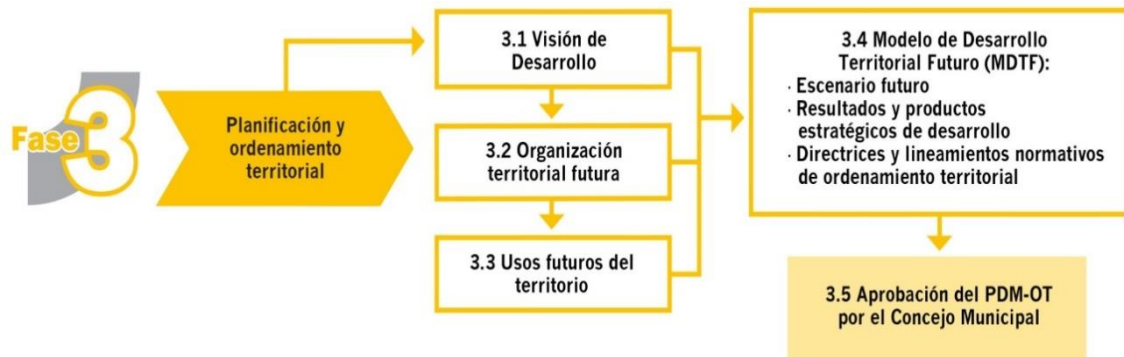 Fase 3
Planificación y
ordenamiento
territorial
3.1 Visión de
Desarrollo
3.2 Organización
territorial futura
3.3 Usos futuros del
territorio
3.4 Modelo de Desarrollo
Territorial Futuro (MDTF):
· Escenario futuro
· Resultados y productos
estratégicos de desarrollo
· Directrices y lineamientos normativos
de ordenamiento territorial
3.5 Aprobación del PDM-OT
por el Concejo Municipal